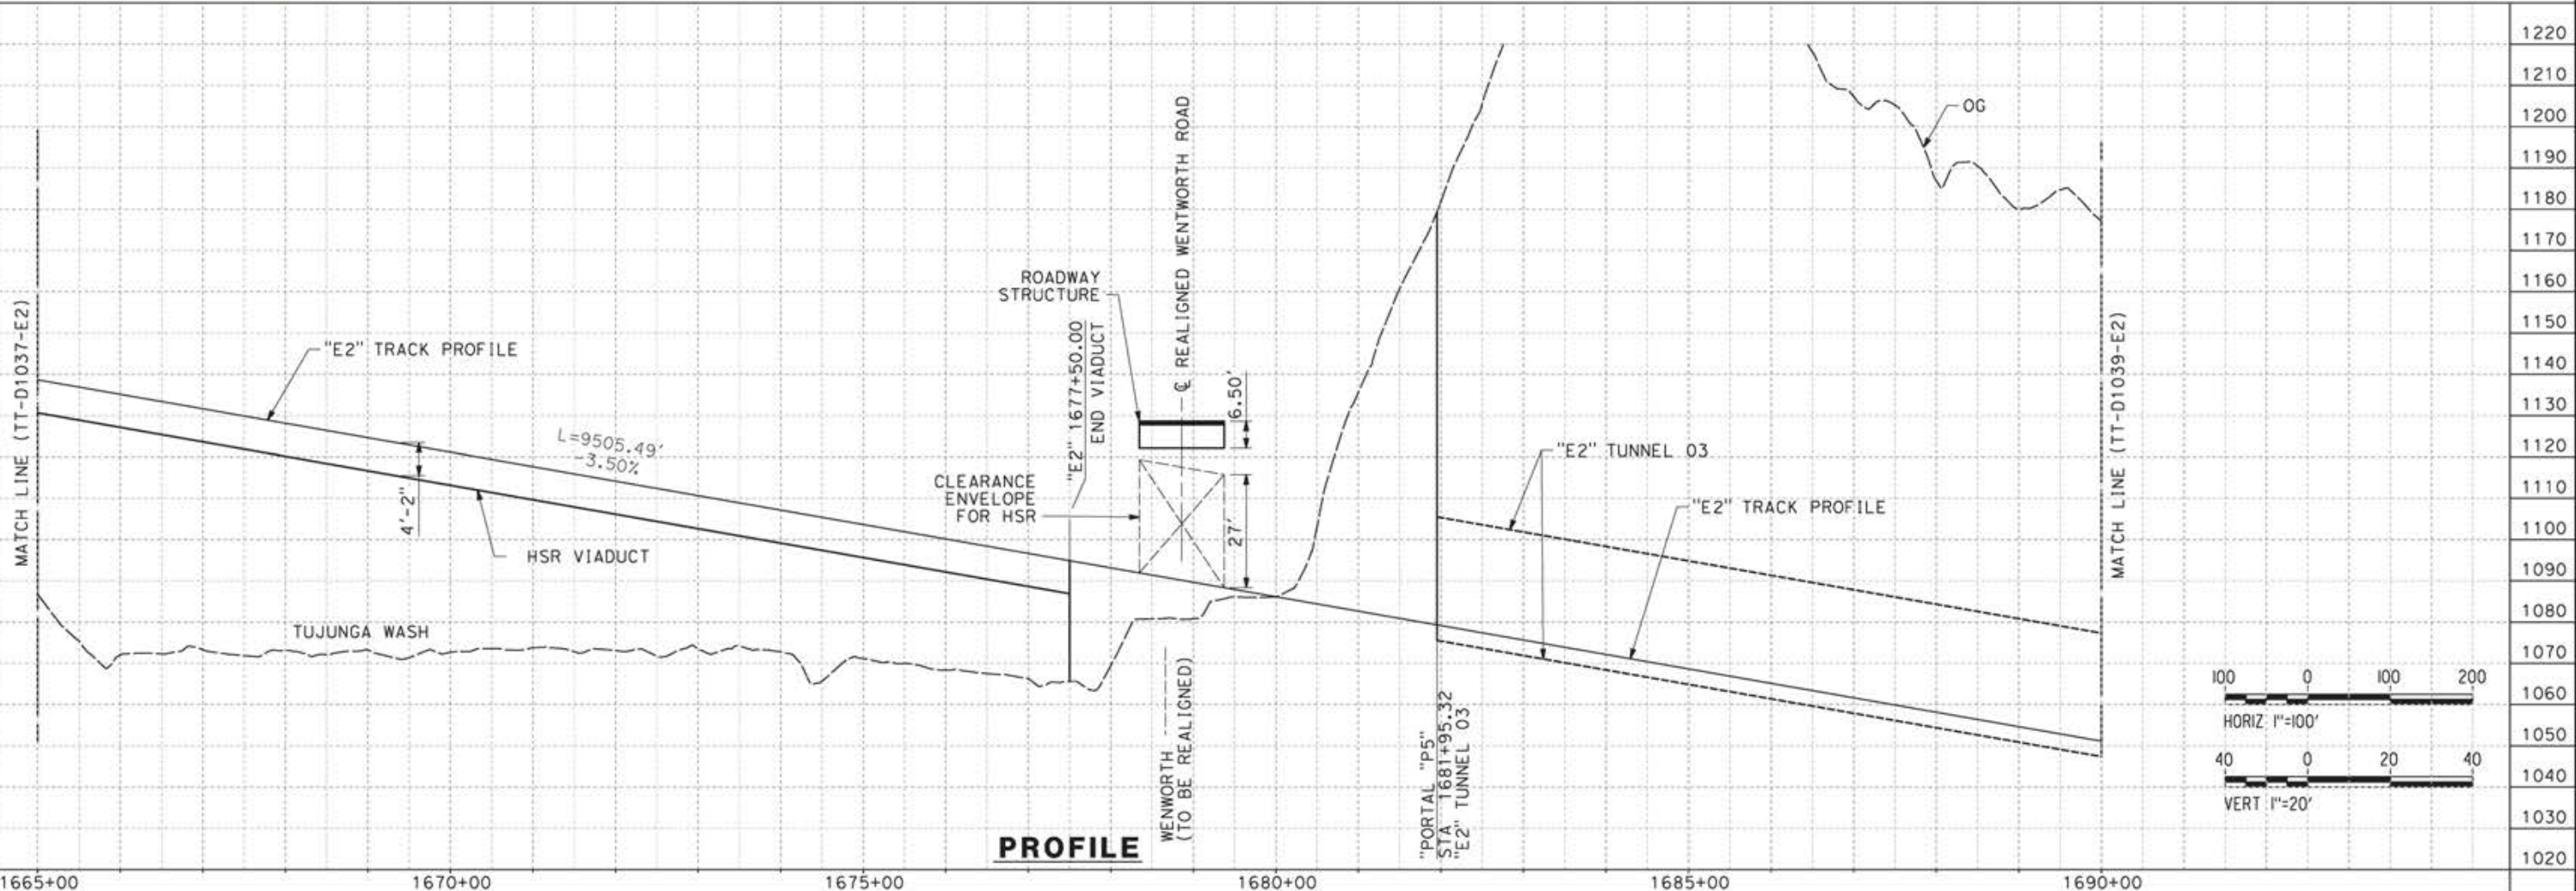 MATCH LINE (TT-D1037-E2)
"E2" TRACK PROFILE
L=9505.49'
-3.50%
4'-2"
HSR VIADUCT
TUJUNGA WASH
ROADWAY
STRUCTURE
"E2" 1677+50.00
END VIADUCT
℄ REALIGNED WENTWORTH ROAD
6.50'
CLEARANCE
ENVELOPE
FOR HSR
27'
WENWORTH
(TO BE REALIGNED)
PROFILE
"PORTAL "P5"
STA 1681+95.32
"E2" TUNNEL 03
"E2" TUNNEL 03
"E2" TRACK PROFILE
OG
MATCH LINE (TT-D1039-E2)
100 0 100 200
HORIZ 1"=100'
40 0 20 40
VERT 1"=20'
1220
1210
1200
1190
1180
1170
1160
1150
1140
1130
1120
1110
1100
1090
1080
1070
1060
1050
1040
1030
1020
1665+00 1670+00 1675+00 1680+00 1685+00 1690+00